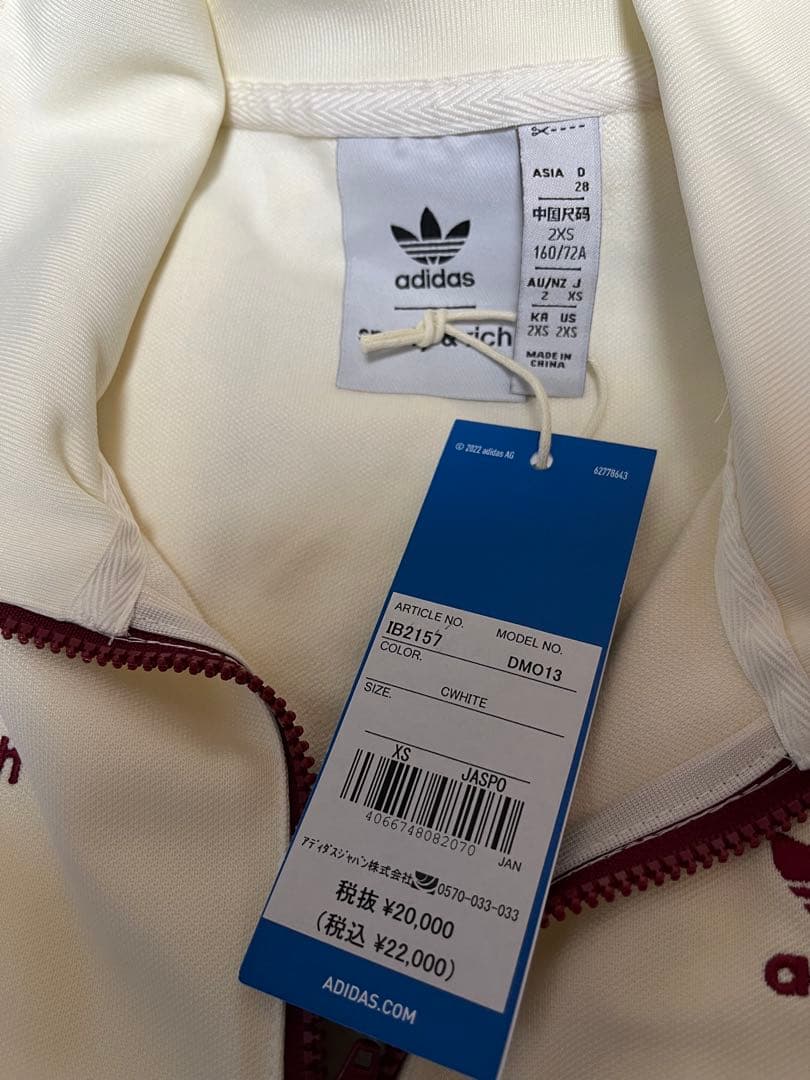 adidas
& rich
ASIA D
28
中国尺码
2XS
160/72A
AU/NZ J
2 XS
KR US
2XS 2XS
MADE IN
CHINA
© 2022 adidas AG
62778643
ARTICLE NO. MODEL NO.
IB2157 DMO13
COLOR.
CWHITE
SIZE.
XS JASPO
4066748082070
JAN
アディダスジャパン株式会社 0570-033-033
税抜 ¥20,000
(税込 ¥22,000)
ADIDAS.COM
h
a